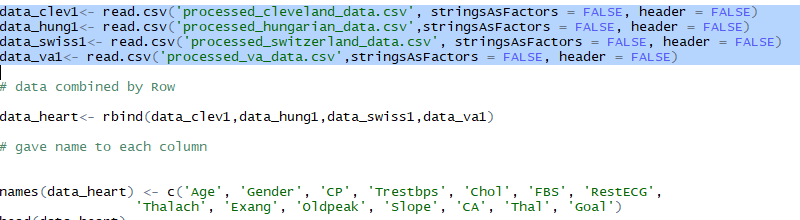 data_clev1<- read.csv('processed_cleveland_data.csv', stringsAsFactors = FALSE, header = FALSE)
data_hung1<- read.csv('processed_hungarian_data.csv',stringsAsFactors = FALSE, header = FALSE)
data_swiss1<- read.csv('processed_switzerland_data.csv', stringsAsFactors = FALSE, header = FALSE)
data_va1<- read.csv('processed_va_data.csv',stringsAsFactors = FALSE, header = FALSE)
# data combined by Row
data_heart<- rbind(data_clev1,data_hung1,data_swiss1,data_va1)
# gave name to each column
names(data_heart) <- c('Age', 'Gender', 'CP', 'Trestbps', 'Chol', 'FBS', 'RestECG',
'Thalach', 'Exang', 'Oldpeak', 'Slope', 'CA', 'Thal', 'Goal')